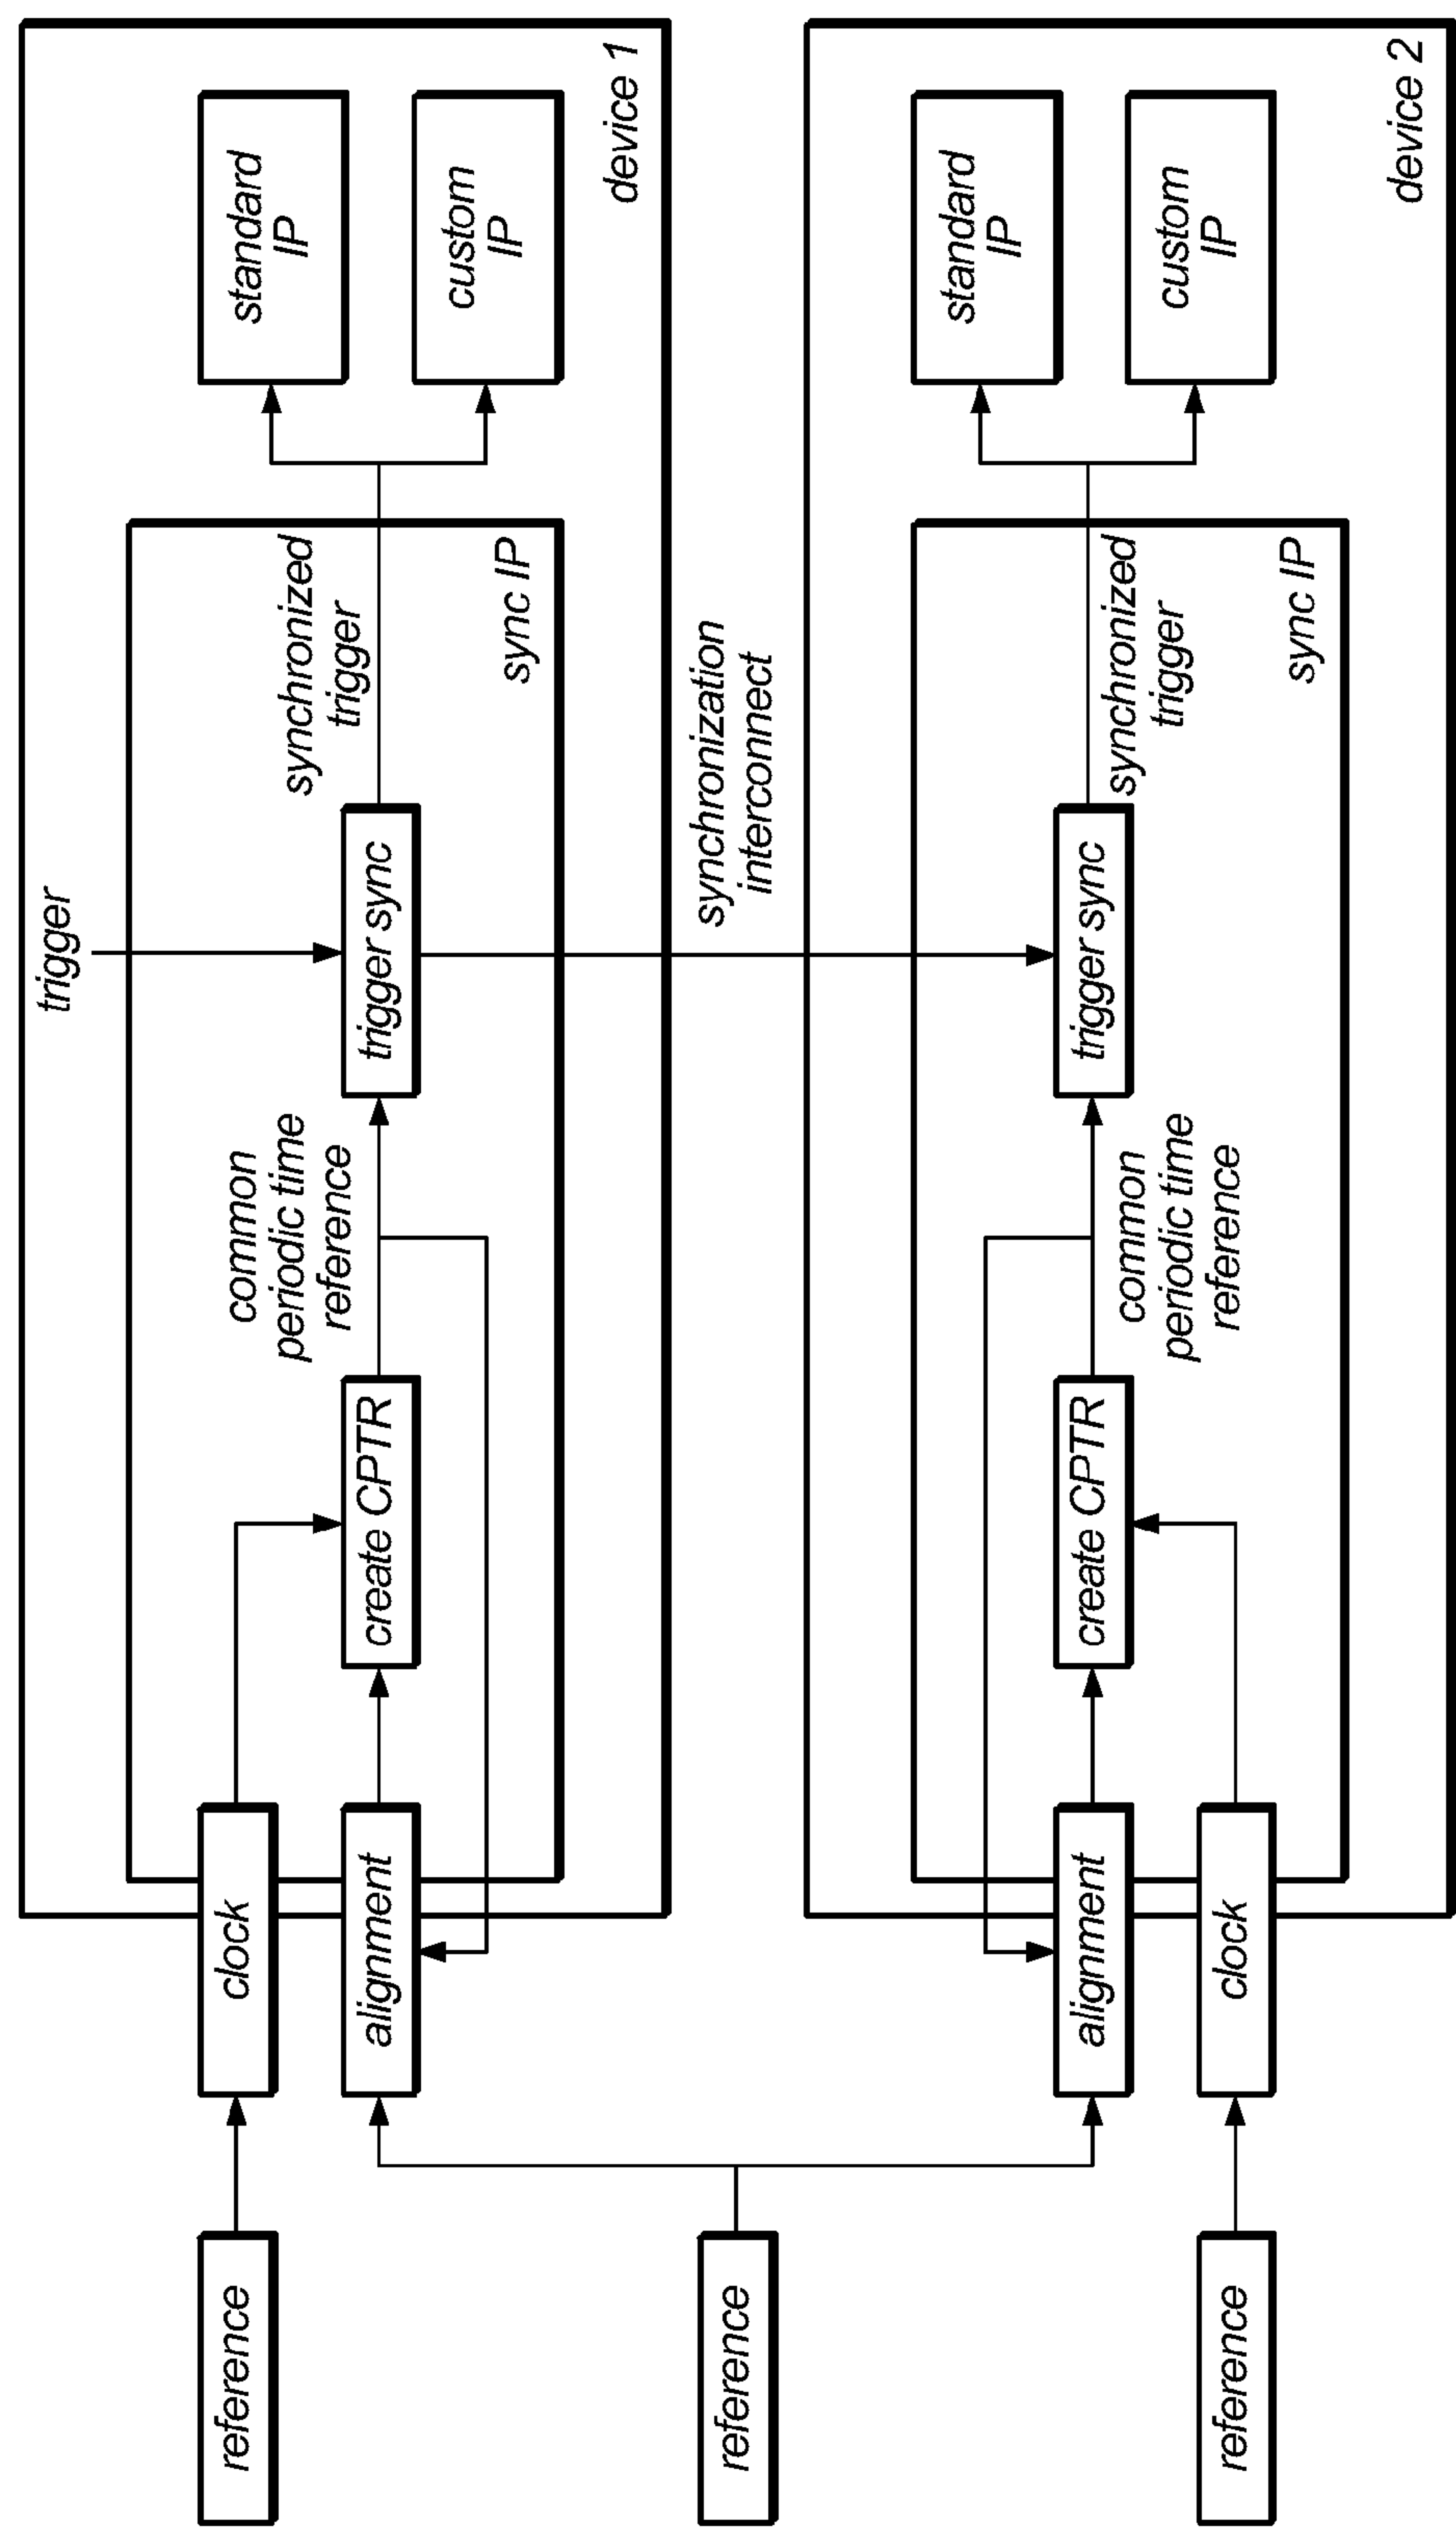 trigger
reference
clock
alignment
create CPTR
common
periodic time
reference
trigger sync
synchronized
trigger
sync IP
standard
IP
custom
IP
device 1
reference
synchronization
interconnect
alignment
clock
reference
create CPTR
common
periodic time
reference
trigger sync
synchronized
trigger
sync IP
standard
IP
custom
IP
device 2